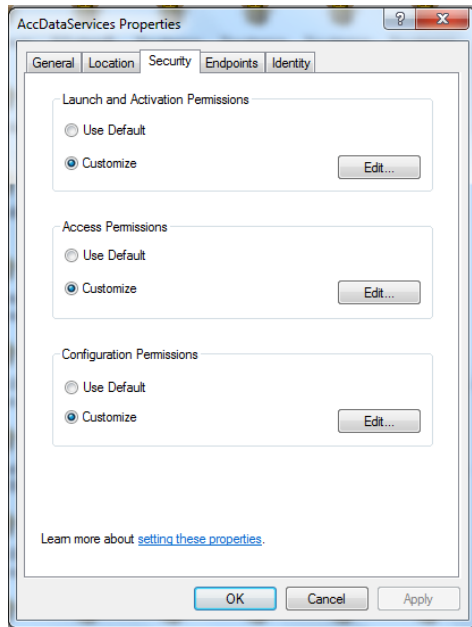 AccDataServices Properties
General Location Security Endpoints Identity
Launch and Activation Permissions
Use Default
Customize
Edit...
Access Permissions
Use Default
Customize
Edit...
Configuration Permissions
Use Default
Customize
Edit...
Learn more about setting these properties.
OK Cancel Apply